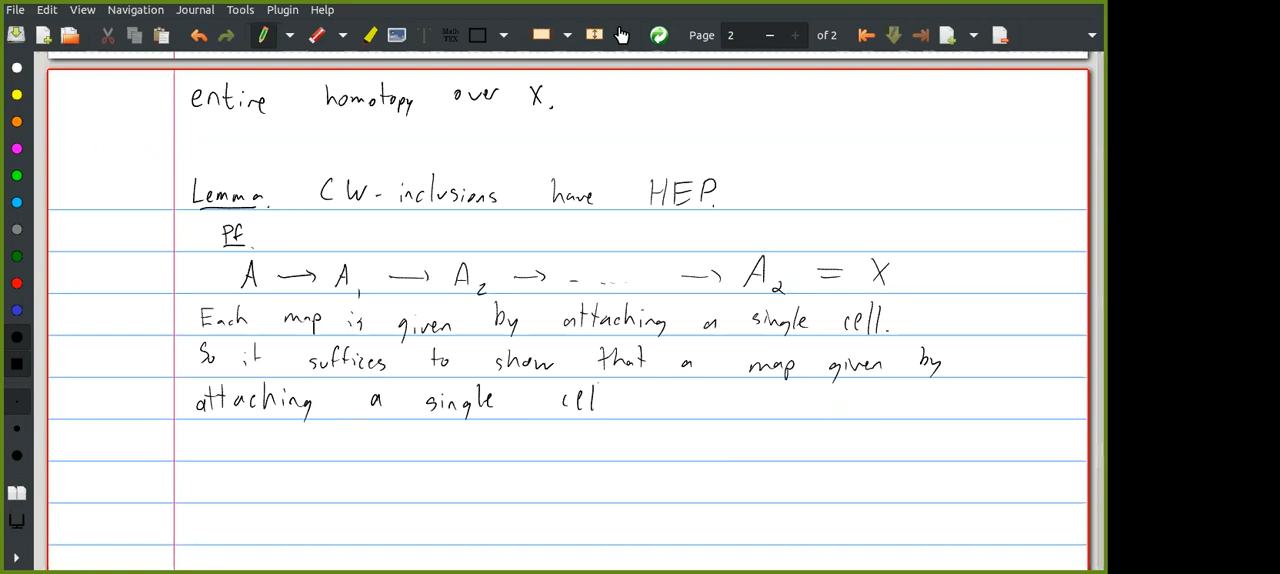 File Edit View Navigation Journal Tools Plugin Help
Math TEX Page 2 of 2
entire homotopy over X.
Lemma. CW-inclusions have HEP.
Pf.
A → A₁ → A₂ → ..... → A_α = X
Each map is given by attaching a single cell.
So it suffices to show that a map given by
attaching a single cel